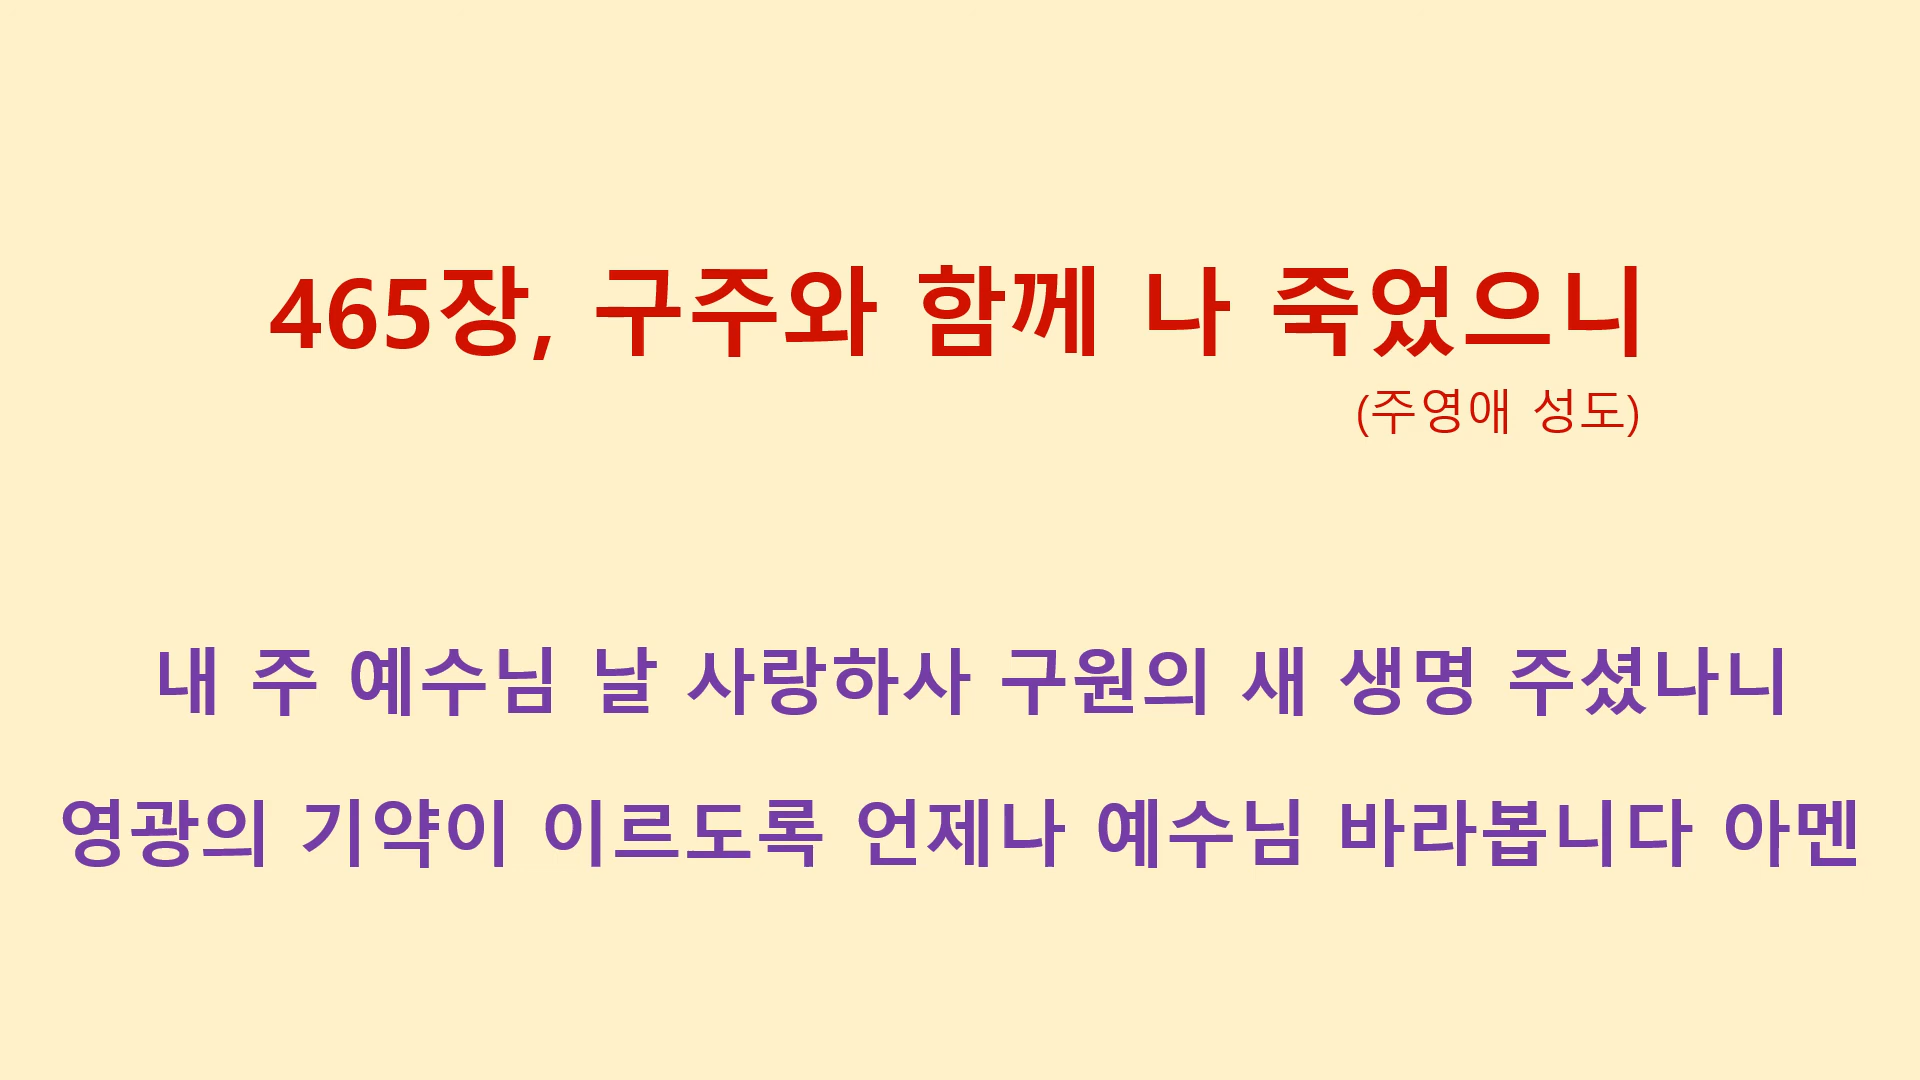 465장, 구주와 함께 나 죽었으니
(주영애 성도)
내 주 예수님 날 사랑하사 구원의 새 생명 주셨나니
영광의 기약이 이르도록 언제나 예수님 바라봅니다 아멘